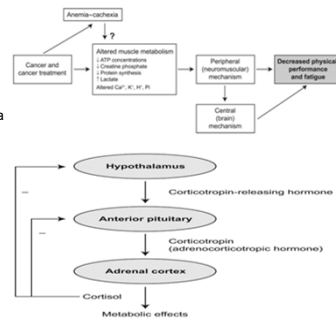 Anemia–cachexia
?
Cancer and
cancer treatment
Altered muscle metabolism
↓ATP concentrations
↓Creatine phosphate
↓Protein synthesis
↑Lactate
Altered Ca²⁺, K⁺, H⁺, Pi
Peripheral
(neuromuscular)
mechanism
Decreased physical
performance
and fatigue
Central
(brain)
mechanism
a
Hypothalamus
Corticotropin-releasing hormone
Anterior pituitary
Corticotropin
(adrenocorticotropic hormone)
Adrenal cortex
Cortisol
Metabolic effects
–
–